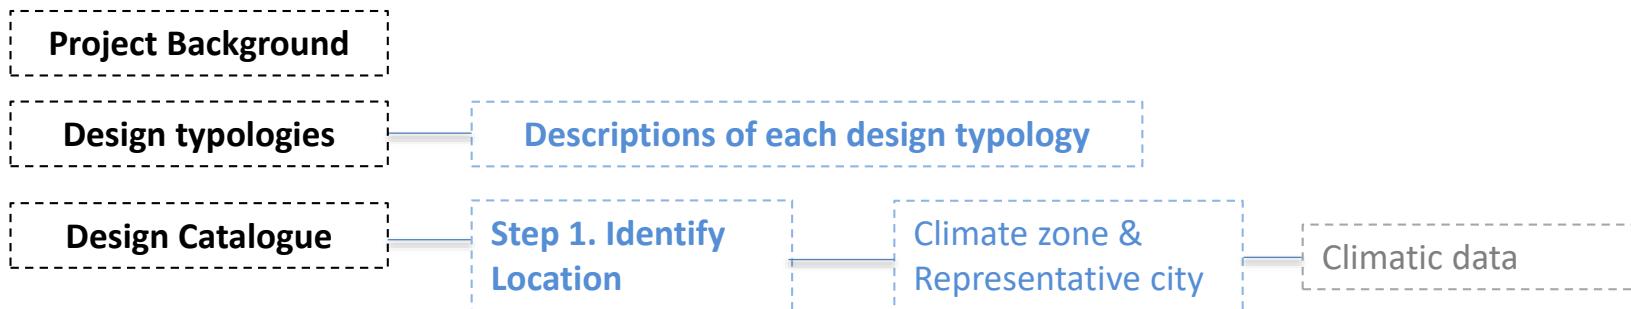 Project Background
Design typologies
Descriptions of each design typology
Design Catalogue
Step 1. Identify
Location
Climate zone &
Representative city
Climatic data